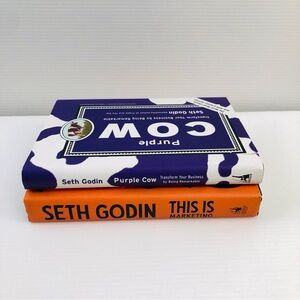 Purple
COW
Transform Your Business by Being Remarkable
Seth Godin
Seth Godin Purple Cow Transform Your Business
by Being Remarkable
SETH GODIN THIS IS
MARKETING